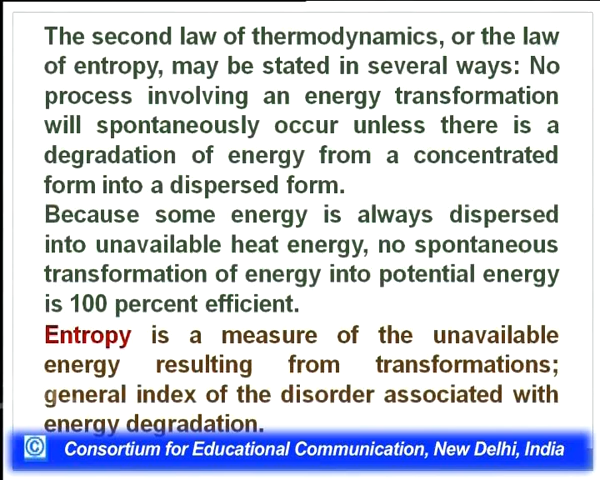 The second law of thermodynamics, or the law
of entropy, may be stated in several ways: No
process involving an energy transformation
will spontaneously occur unless there is a
degradation of energy from a concentrated
form into a dispersed form.
Because some energy is always dispersed
into unavailable heat energy, no spontaneous
transformation of energy into potential energy
is 100 percent efficient.
Entropy is a measure of the unavailable
energy resulting from transformations;
general index of the disorder associated with
energy degradation.
© Consortium for Educational Communication, New Delhi, India